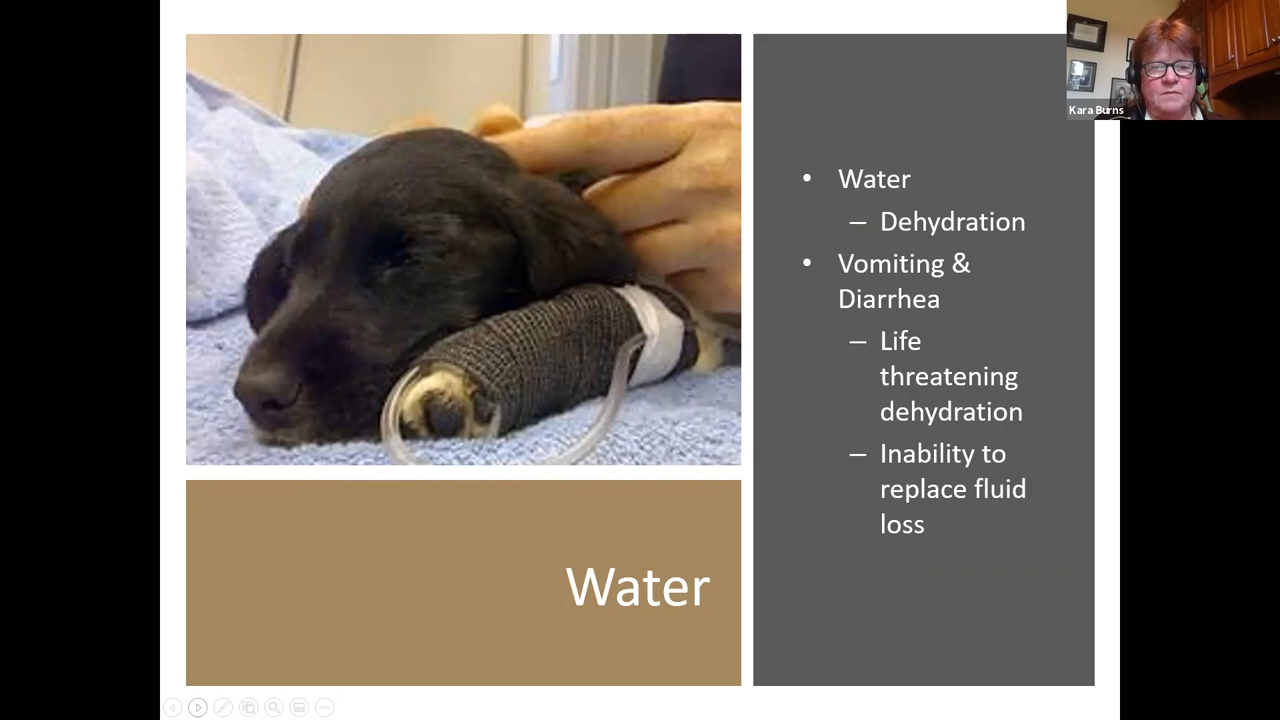 Kara Burns
• Water
– Dehydration
• Vomiting &
Diarrhea
– Life
threatening
dehydration
– Inability to
replace fluid
loss
Water